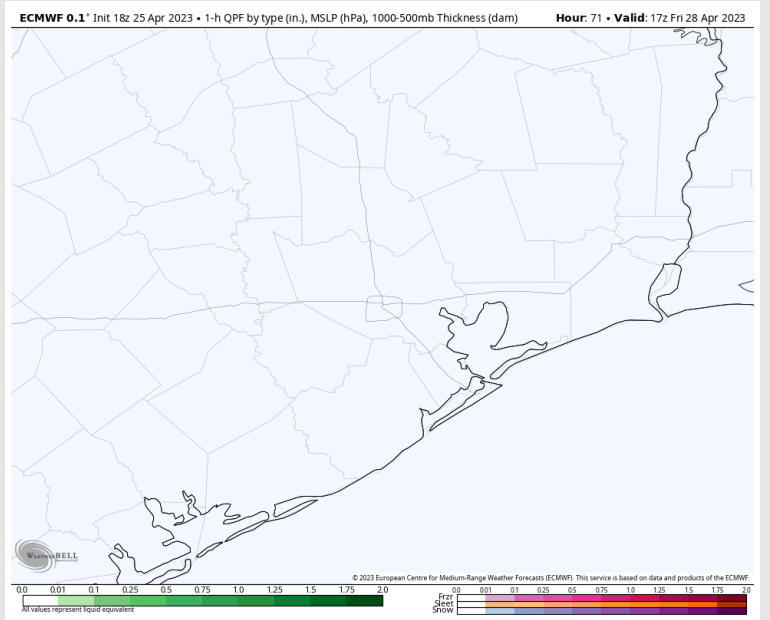 ECMWF 0.1° Init 18z 25 Apr 2023 • 1-h QPF by type (in.), MSLP (hPa), 1000-500mb Thickness (dam) Hour: 71 • Valid: 17z Fri 28 Apr 2023
WEATHERBELL
© 2023 European Centre for Medium-Range Weather Forecasts (ECMWF). This service is based on data and products of the ECMWF.
0.0 0.01 0.1 0.25 0.5 0.75 1.0 1.25 1.5 1.75 2.0
All values represent liquid equivalent
0.0 0.01 0.1 0.25 0.5 0.75 1.0 1.25 1.5 1.75 2.0
Frzr
Sleet
Snow